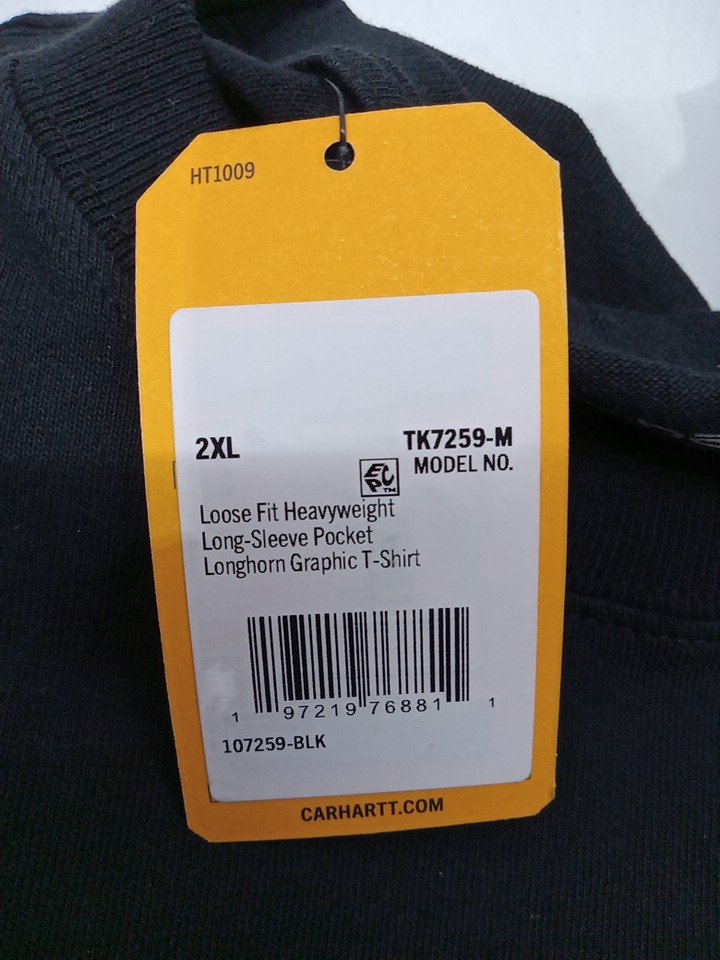 HT1009
2XL
TK7259-M
MODEL NO.
EPC™
Loose Fit Heavyweight
Long-Sleeve Pocket
Longhorn Graphic T-Shirt
1 97219 76881 1
107259-BLK
CARHARTT.COM